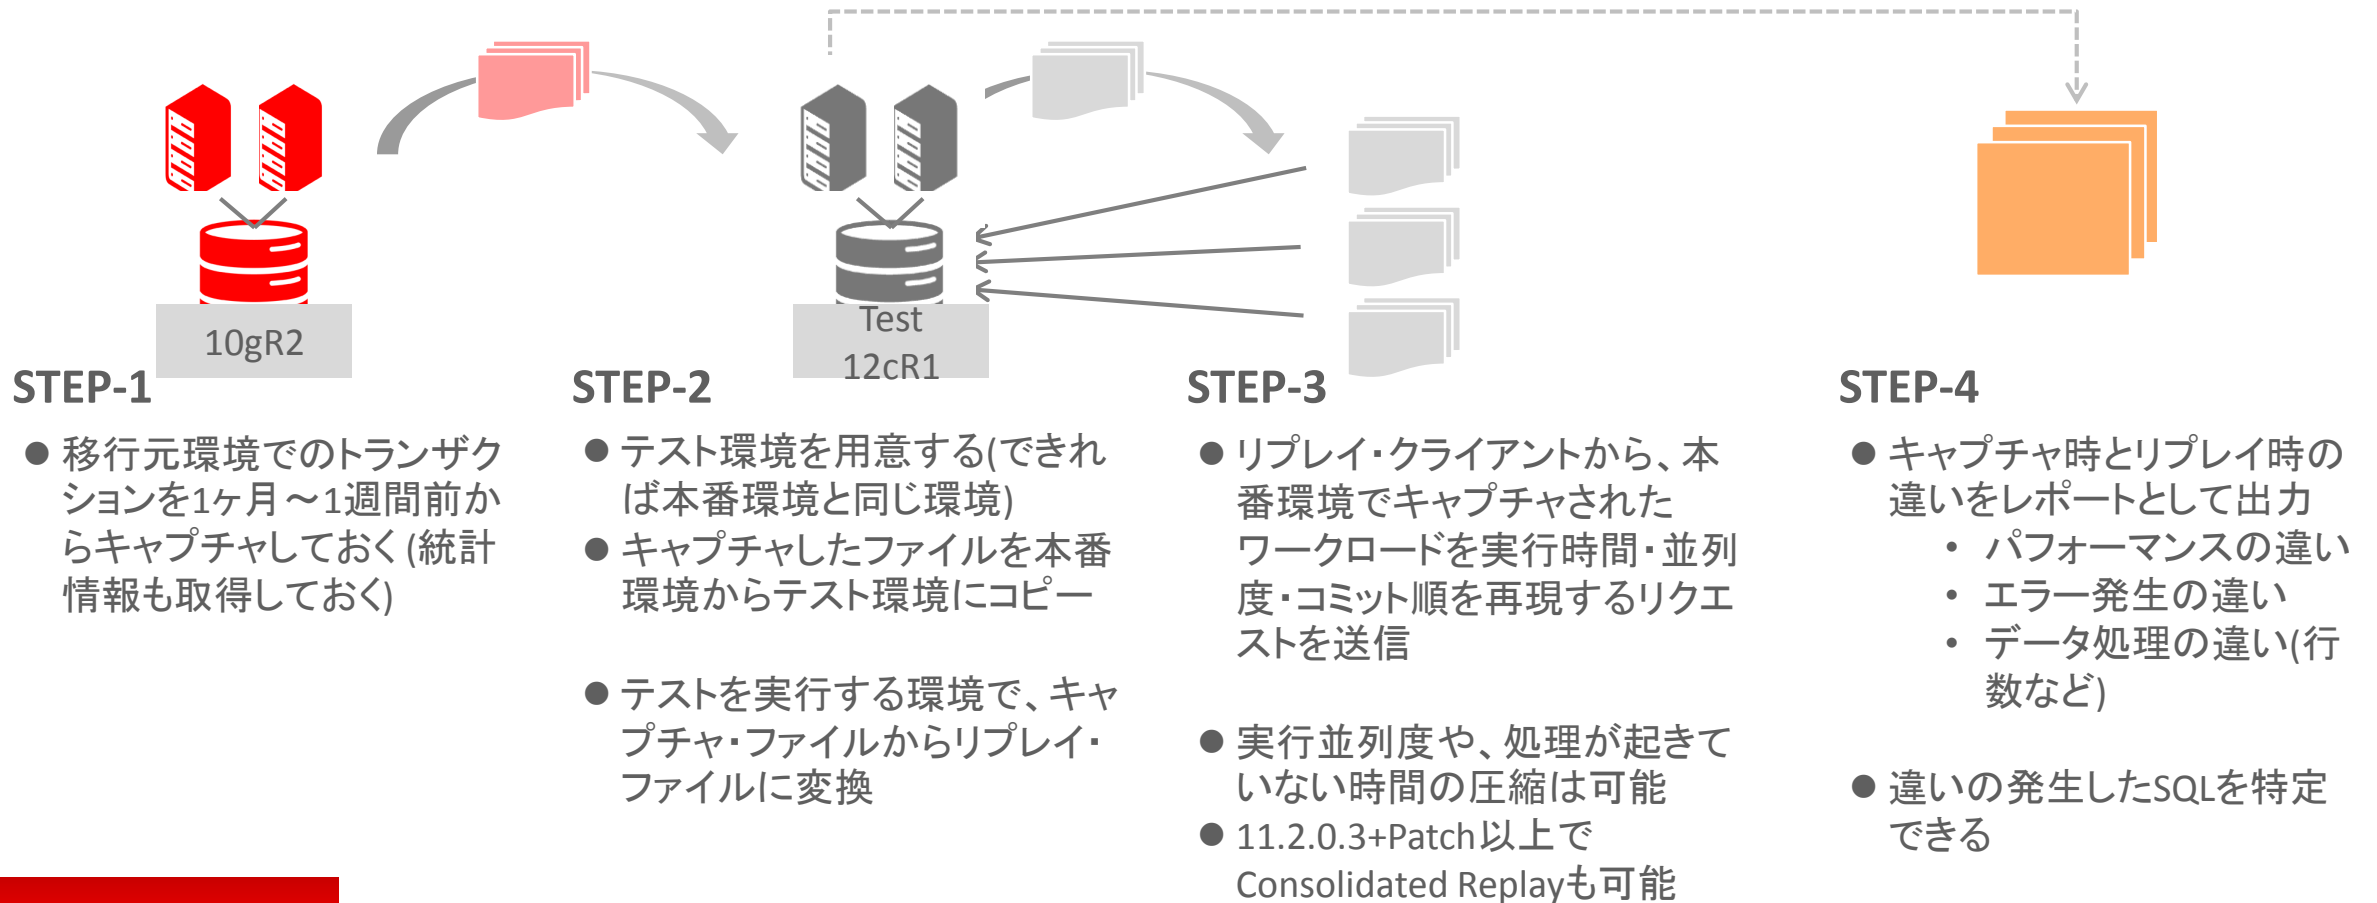 10gR2
Test
12cR1
STEP-1
● 移行元環境でのトランザク
ションを1ヶ月～1週間前か
らキャプチャしておく(統計
情報も取得しておく)
STEP-2
● テスト環境を用意する(できれ
ば本番環境と同じ環境)
● キャプチャしたファイルを本番
環境からテスト環境にコピー
● テストを実行する環境で、キャ
プチャ・ファイルからリプレイ・
ファイルに変換
STEP-3
● リプレイ・クライアントから、本
番環境でキャプチャされた
ワークロードを実行時間・並列
度・コミット順を再現するリクエ
ストを送信
● 実行並列度や、処理が起きて
いない時間の圧縮は可能
● 11.2.0.3+Patch以上で
Consolidated Replayも可能
STEP-4
● キャプチャ時とリプレイ時の
違いをレポートとして出力
• パフォーマンスの違い
• エラー発生の違い
• データ処理の違い(行
数など)
● 違いの発生したSQLを特定
できる